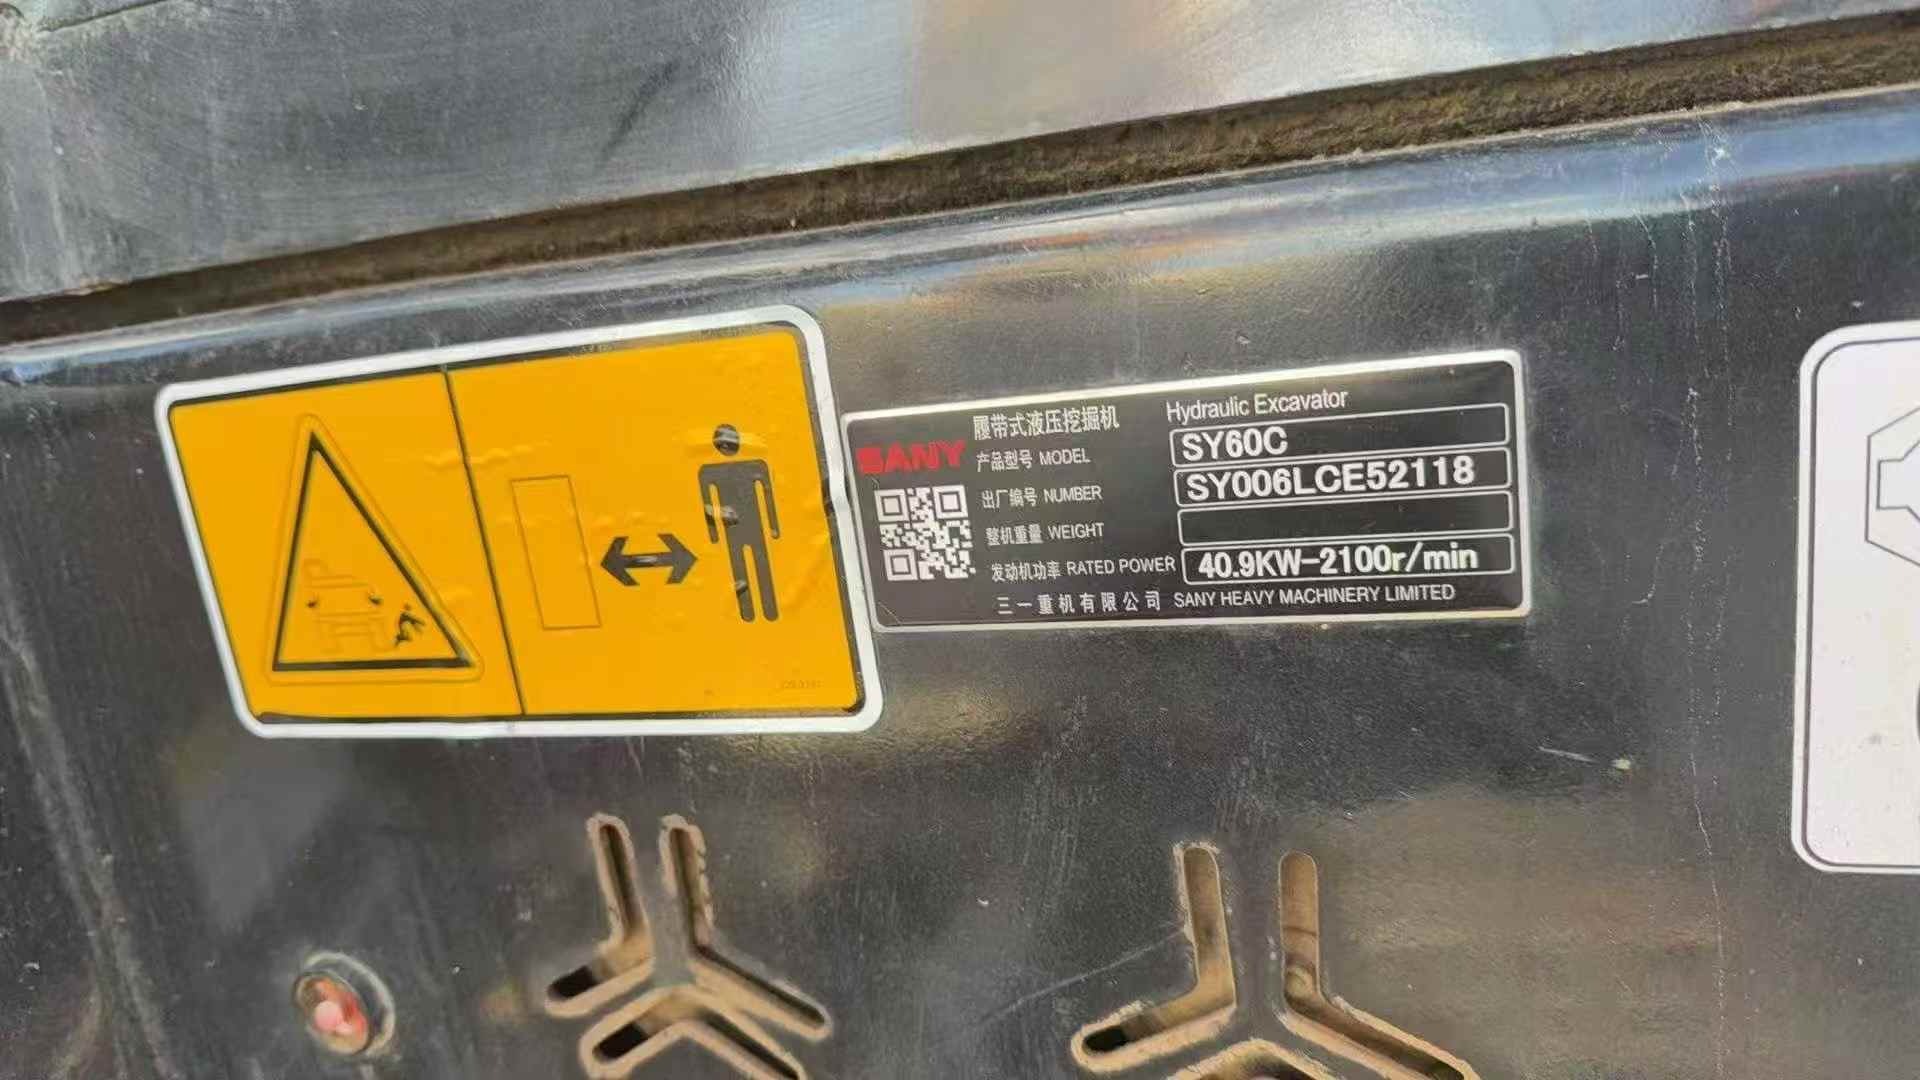 履带式液压挖掘机 Hydraulic Excavator
SANY
产品型号 MODEL SY60C
出厂编号 NUMBER SY006LCE52118
整机重量 WEIGHT
发动机功率 RATED POWER 40.9KW-2100r/min
三一重机有限公司 SANY HEAVY MACHINERY LIMITED